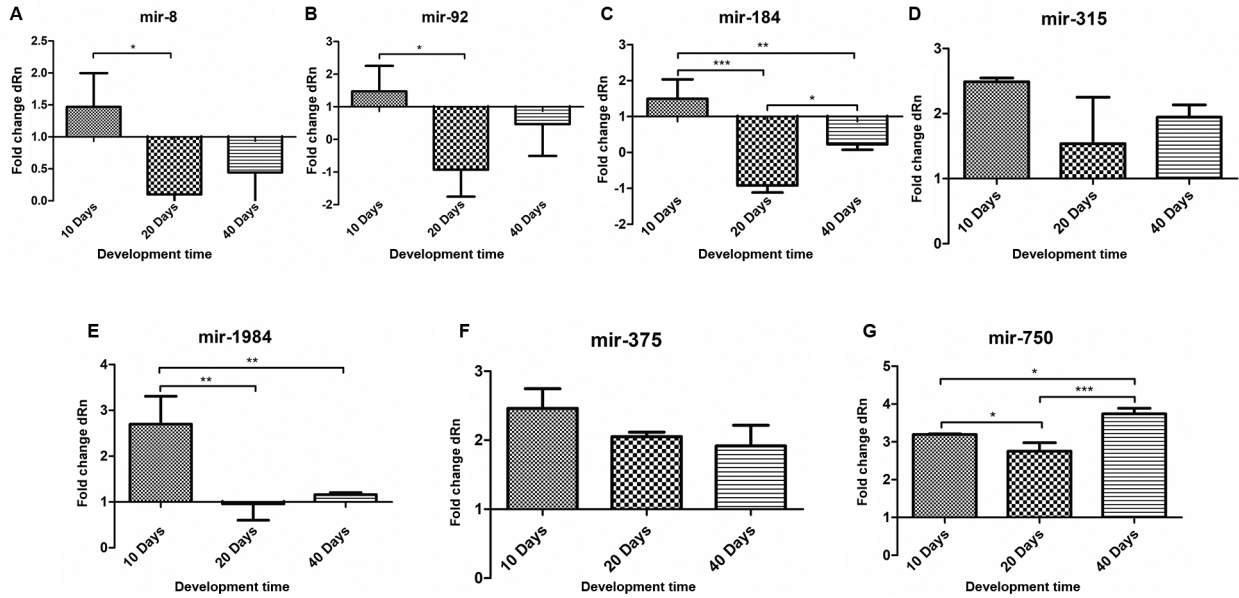 A
mir-8
Fold change dRn
2.5
2.0
1.5
1.0
0.5
0.0
*
10 Days
20 Days
40 Days
Development time
B
mir-92
Fold change dRn
3
2
1
0
-1
-2
*
10 Days
20 Days
40 Days
Development time
C
mir-184
Fold change dRn
3
2
1
0
-1
-2
**
***
*
10 Days
20 Days
40 Days
Development time
D
mir-315
Fold change dRn
3
2
1
0
10 Days
20 Days
40 Days
Development time
E
mir-1984
Fold change dRn
4
3
2
1
0
**
**
10 Days
20 Days
40 Days
Development time
F
mir-375
Fold change dRn
3
2
1
0
10 Days
20 Days
40 Days
Development time
G
mir-750
Fold change dRn
5
4
3
2
1
0
*
***
*
10 Days
20 Days
40 Days
Development time